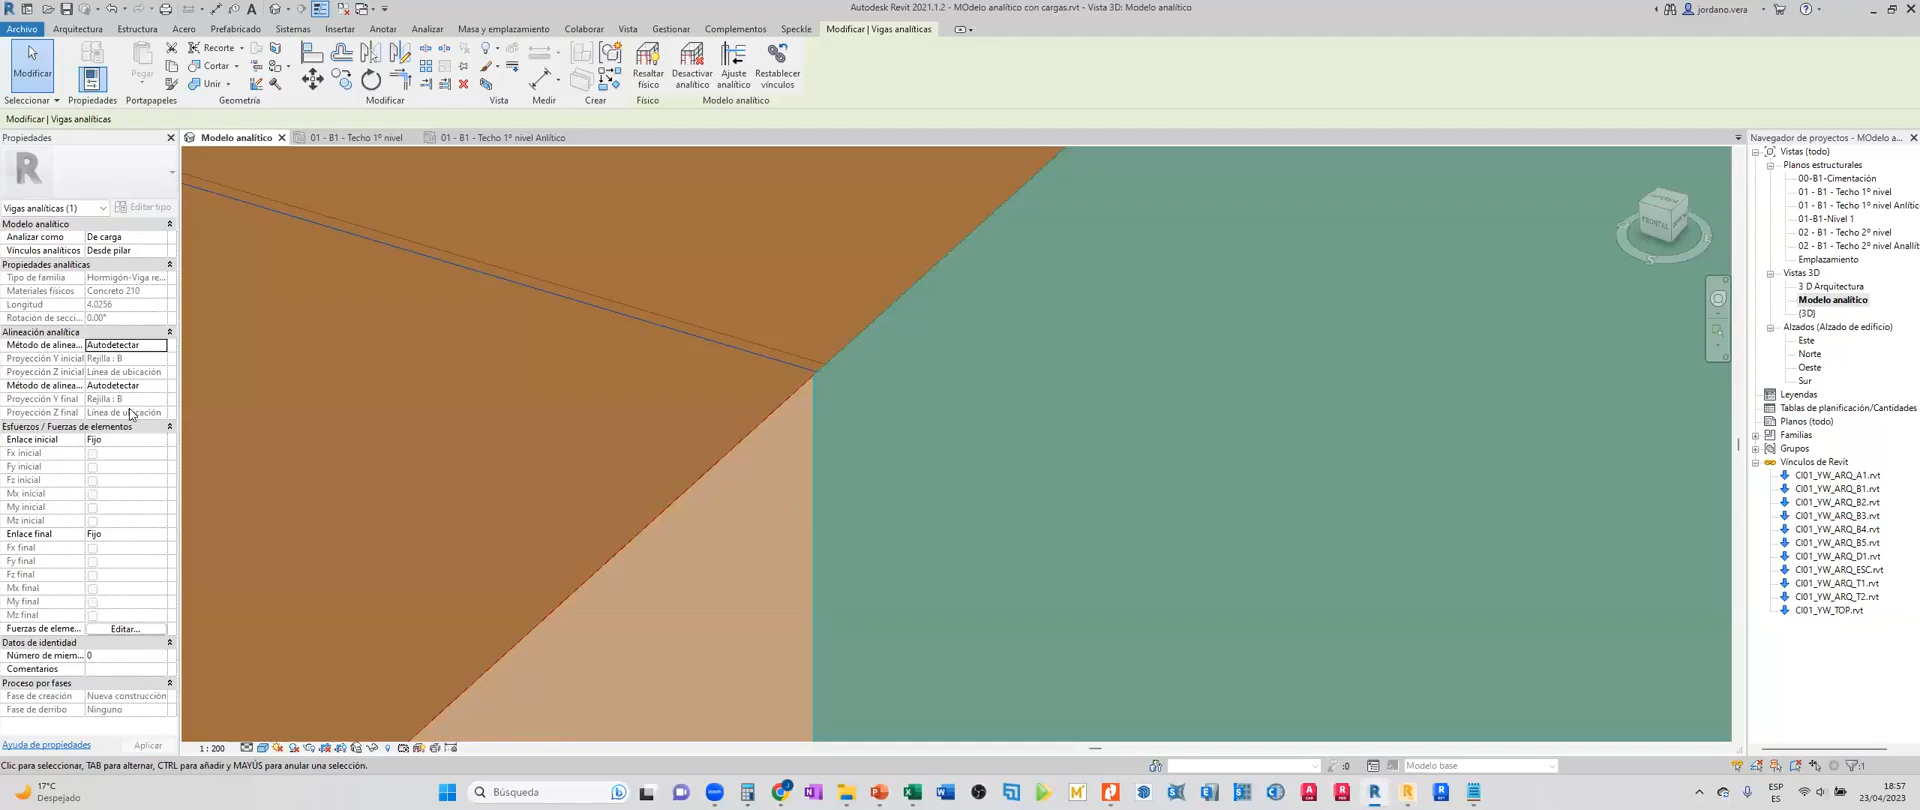 Autodesk Revit 2021.1.2 - MOdelo analítico con cargas.rvt - Vista 3D: Modelo analítico
jordano.vera
Archivo Arquitectura Estructura Acero Prefabricado Sistemas Insertar Anotar Analizar Masa y emplazamiento Colaborar Vista Gestionar Complementos Speckle Modificar | Vigas analíticas
Modificar
Pegar
Recorte
Cortar
Unir
Resaltar físico
Desactivar analítico
Ajuste analítico
Restablecer vínculos
Seleccionar Propiedades Portapapeles Geometría Modificar Vista Medir Crear Físico Modelo analítico
Modificar | Vigas analíticas
Propiedades
Modelo analítico 01 - B1 - Techo 1º nivel 01 - B1 - Techo 1º nivel Anlítico
Vigas analíticas (1) Editar tipo
Modelo analítico
Analizar como De carga
Vínculos analíticos Desde pilar
Propiedades analíticas
Tipo de familia Hormigón-Viga re...
Materiales físicos Concreto 210
Longitud 4.0256
Rotación de secci... 0.00°
Alineación analítica
Método de alinea... Autodetectar
Proyección Y inicial Rejilla : B
Proyección Z inicial Línea de ubicación
Método de alinea... Autodetectar
Proyección Y final Rejilla : B
Proyección Z final Línea de ubicación
Esfuerzos / Fuerzas de elementos
Enlace inicial Fijo
Fx inicial
Fy inicial
Fz inicial
Mx inicial
My inicial
Mz inicial
Enlace final Fijo
Fx final
Fy final
Fz final
Mx final
My final
Mz final
Fuerzas de eleme... Editar...
Datos de identidad
Número de miem... 0
Comentarios
Proceso por fases
Fase de creación Nueva construcción
Fase de derribo Ninguno
Ayuda de propiedades Aplicar
FRONTAL
S
Navegador de proyectos - MOdelo a...
Vistas (todo)
Planos estructurales
00-B1-Cimentación
01 - B1 - Techo 1º nivel
01 - B1 - Techo 1º nivel Anlítico
01-B1-Nivel 1
02 - B1 - Techo 2º nivel
02 - B1 - Techo 2º nivel Analít
Emplazamiento
Vistas 3D
3 D Arquitectura
Modelo analítico
{3D}
Alzados (Alzado de edificio)
Este
Norte
Oeste
Sur
Leyendas
Tablas de planificación/Cantidades
Planos (todo)
Familias
Grupos
Vínculos de Revit
CI01_YW_ARQ_A1.rvt
CI01_YW_ARQ_B1.rvt
CI01_YW_ARQ_B2.rvt
CI01_YW_ARQ_B3.rvt
CI01_YW_ARQ_B4.rvt
CI01_YW_ARQ_B5.rvt
CI01_YW_ARQ_D1.rvt
CI01_YW_ARQ_ESC.rvt
CI01_YW_ARQ_T1.rvt
CI01_YW_ARQ_T2.rvt
CI01_YW_TOP.rvt
1 : 200
Clic para seleccionar, TAB para alternar, CTRL para añadir y MAYÚS para anular una selección.
:0 Modelo base :1
17°C
Despejado
Búsqueda
ESP
ES
18:57
23/04/2023